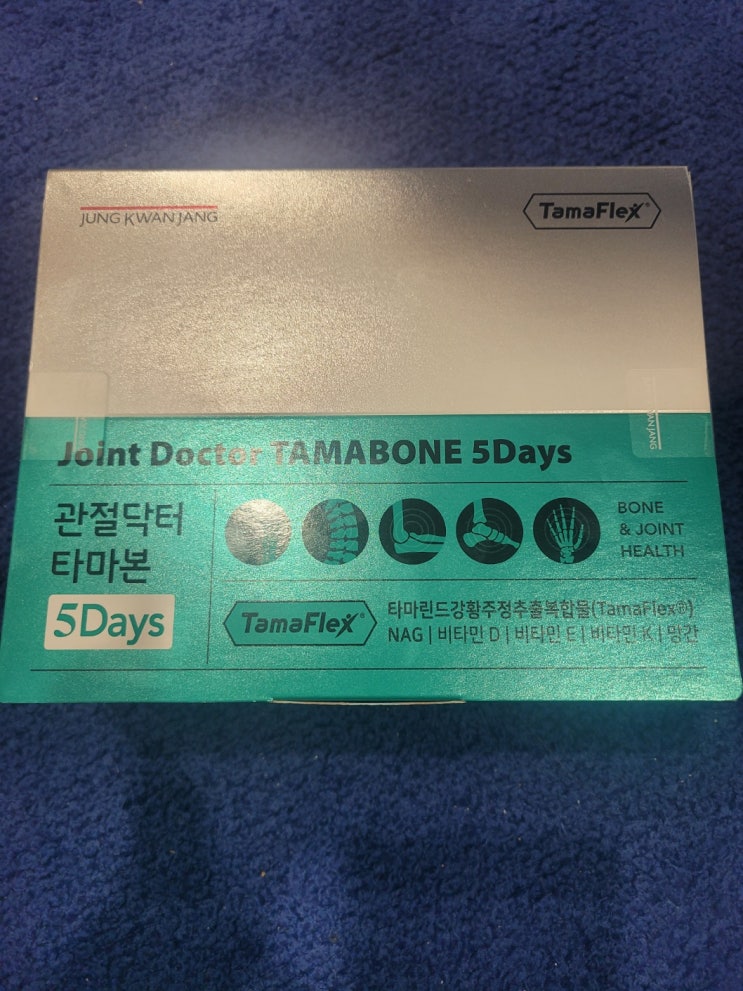 JUNG KWAN JANG
TamaFlex®
Joint Doctor TAMABONE 5Days
관절닥터
타마본
5Days
BONE
& JOINT
HEALTH
TamaFlex®
타마린드강황주정추출복합물(TamaFlex®)
NAG | 비타민 D | 비타민 E | 비타민 K | 망간